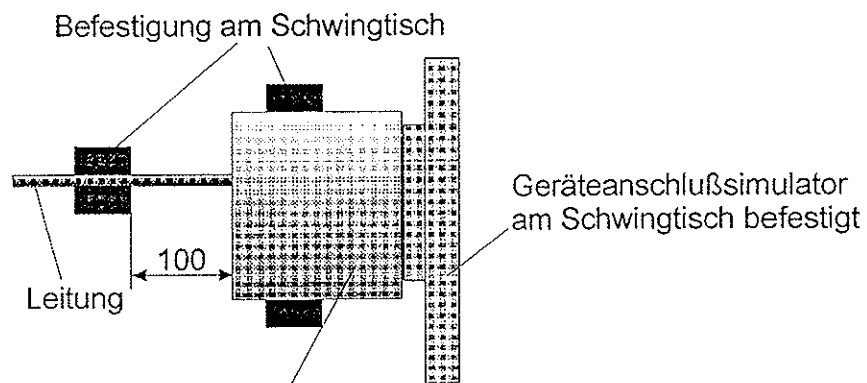 Befestigung am Schwingtisch
Geräteanschlußsimulator
am Schwingtisch befestigt
100
Leitung